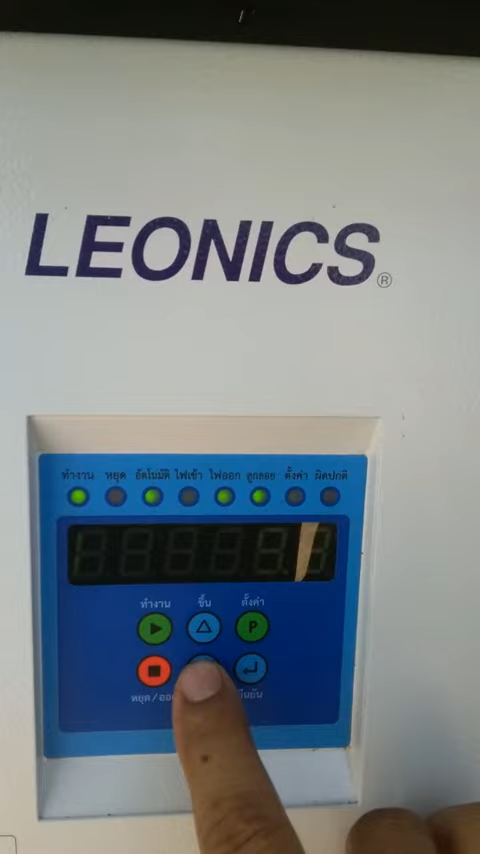 LEONICS®
ทำงาน หยุด อัตโนมัติ ไฟเข้า ไฟออก ลูกลอย ตั้งค่า ผิดปกติ
ทำงาน ขึ้น ตั้งค่า
P
หยุด/ออก ยืนยัน